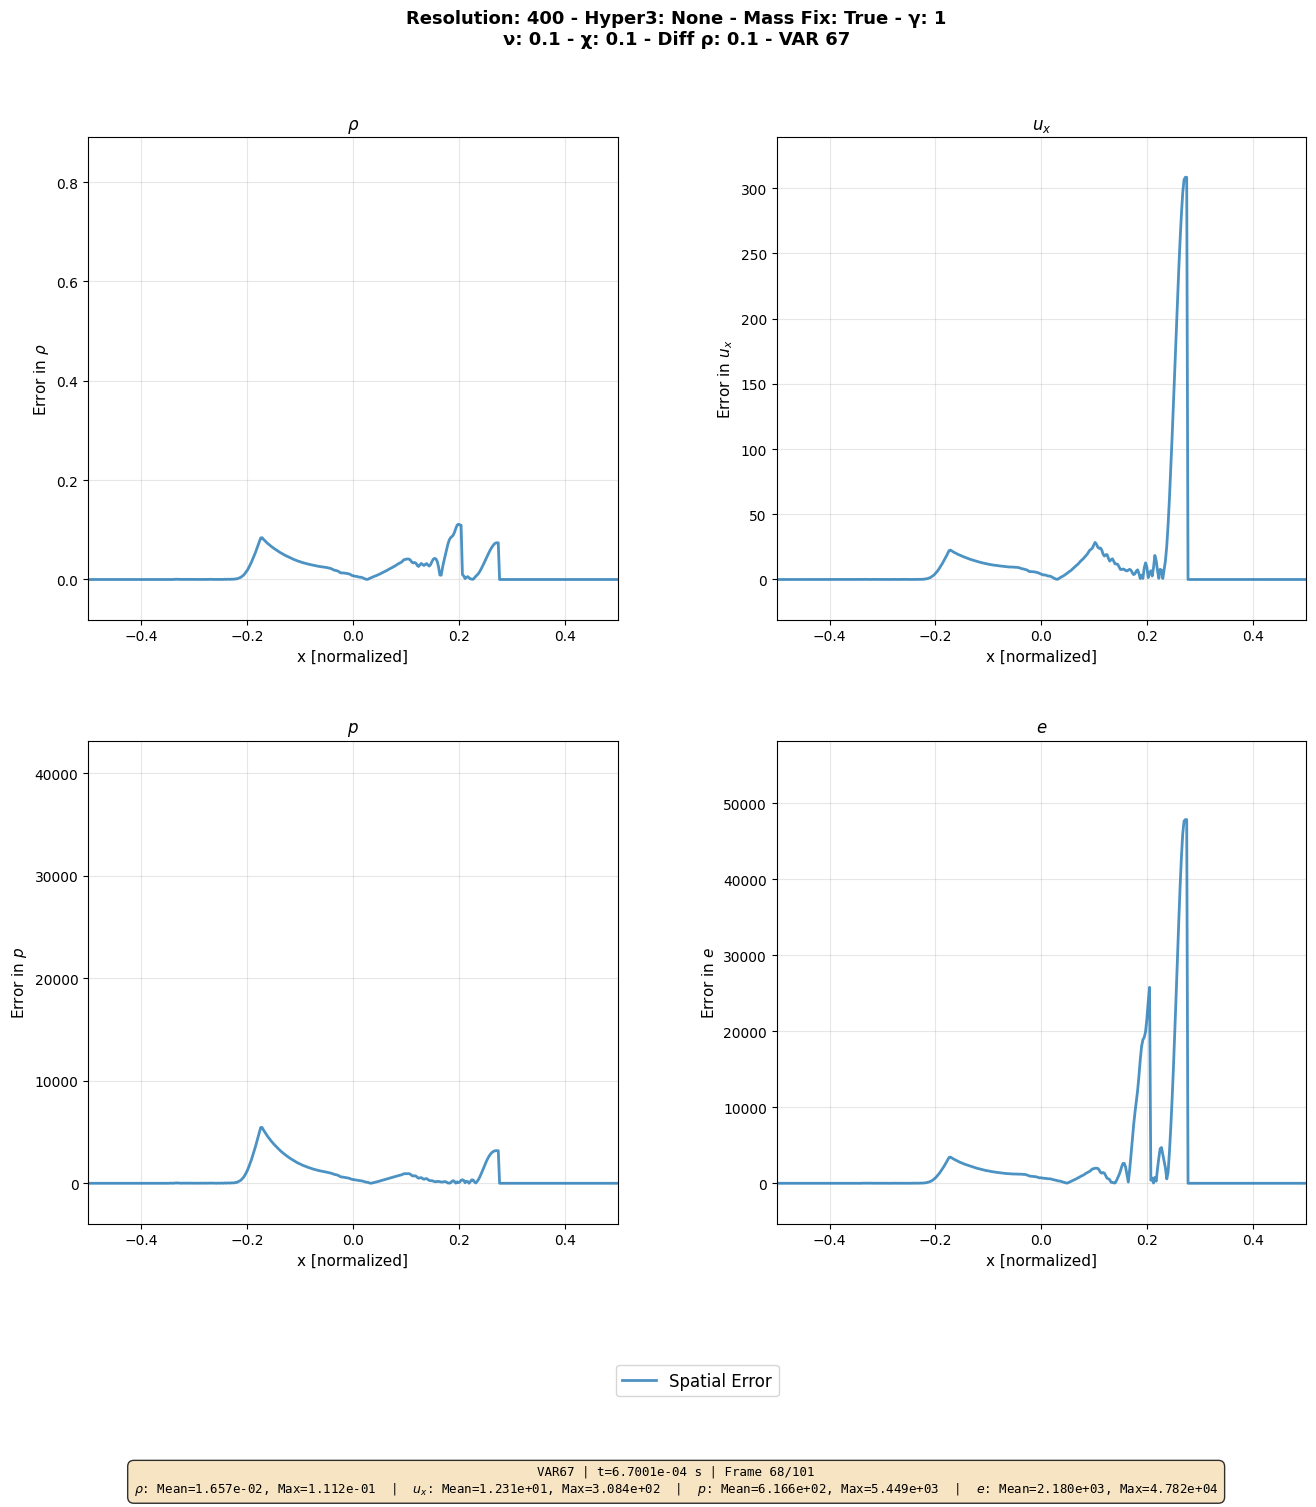 Resolution: 400 - Hyper3: None - Mass Fix: True - γ: 1
ν: 0.1 - χ: 0.1 - Diff ρ: 0.1 - VAR 67
ρ
0.8
0.6
0.4
0.2
0.0
Error in ρ
−0.4 −0.2 0.0 0.2 0.4
x [normalized]
u_x
300
250
200
150
100
50
0
Error in u_x
−0.4 −0.2 0.0 0.2 0.4
x [normalized]
p
40000
30000
20000
10000
0
Error in p
−0.4 −0.2 0.0 0.2 0.4
x [normalized]
e
50000
40000
30000
20000
10000
0
Error in e
−0.4 −0.2 0.0 0.2 0.4
x [normalized]
Spatial Error
VAR67 | t=6.7001e-04 s | Frame 68/101
ρ: Mean=1.657e-02, Max=1.112e-01 | u_x: Mean=1.231e+01, Max=3.084e+02 | p: Mean=6.166e+02, Max=5.449e+03 | e: Mean=2.180e+03, Max=4.782e+04